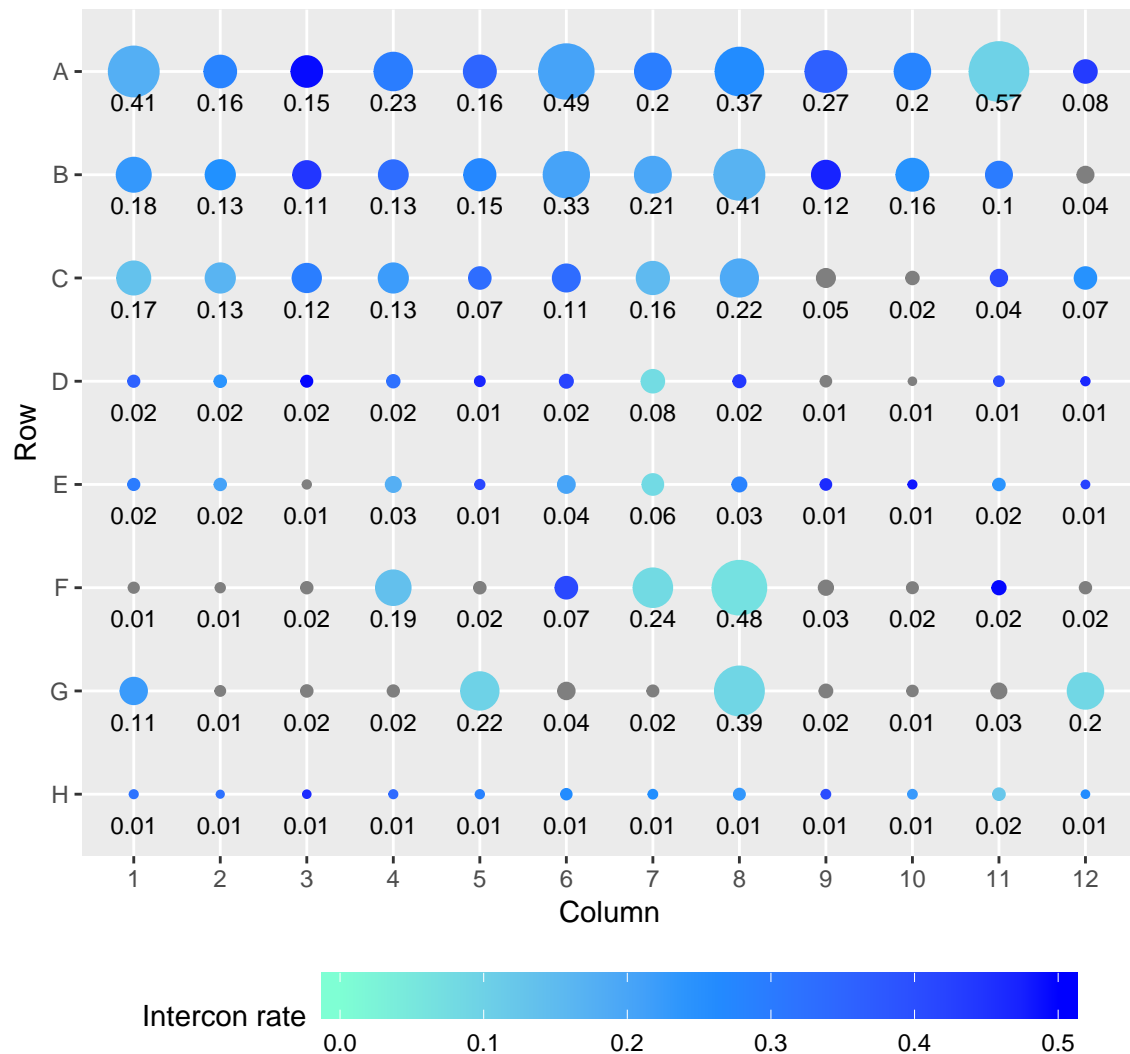 A
0.41 0.16 0.15 0.23 0.16 0.49 0.2 0.37 0.27 0.2 0.57 0.08
B
0.18 0.13 0.11 0.13 0.15 0.33 0.21 0.41 0.12 0.16 0.1 0.04
C
0.17 0.13 0.12 0.13 0.07 0.11 0.16 0.22 0.05 0.02 0.04 0.07
D
0.02 0.02 0.02 0.02 0.01 0.02 0.08 0.02 0.01 0.01 0.01 0.01
Row
E
0.02 0.02 0.01 0.03 0.01 0.04 0.06 0.03 0.01 0.01 0.02 0.01
F
0.01 0.01 0.02 0.19 0.02 0.07 0.24 0.48 0.03 0.02 0.02 0.02
G
0.11 0.01 0.02 0.02 0.22 0.04 0.02 0.39 0.02 0.01 0.03 0.2
H
0.01 0.01 0.01 0.01 0.01 0.01 0.01 0.01 0.01 0.01 0.02 0.01
1 2 3 4 5 6 7 8 9 10 11 12
Column
Intercon rate
0.0 0.1 0.2 0.3 0.4 0.5